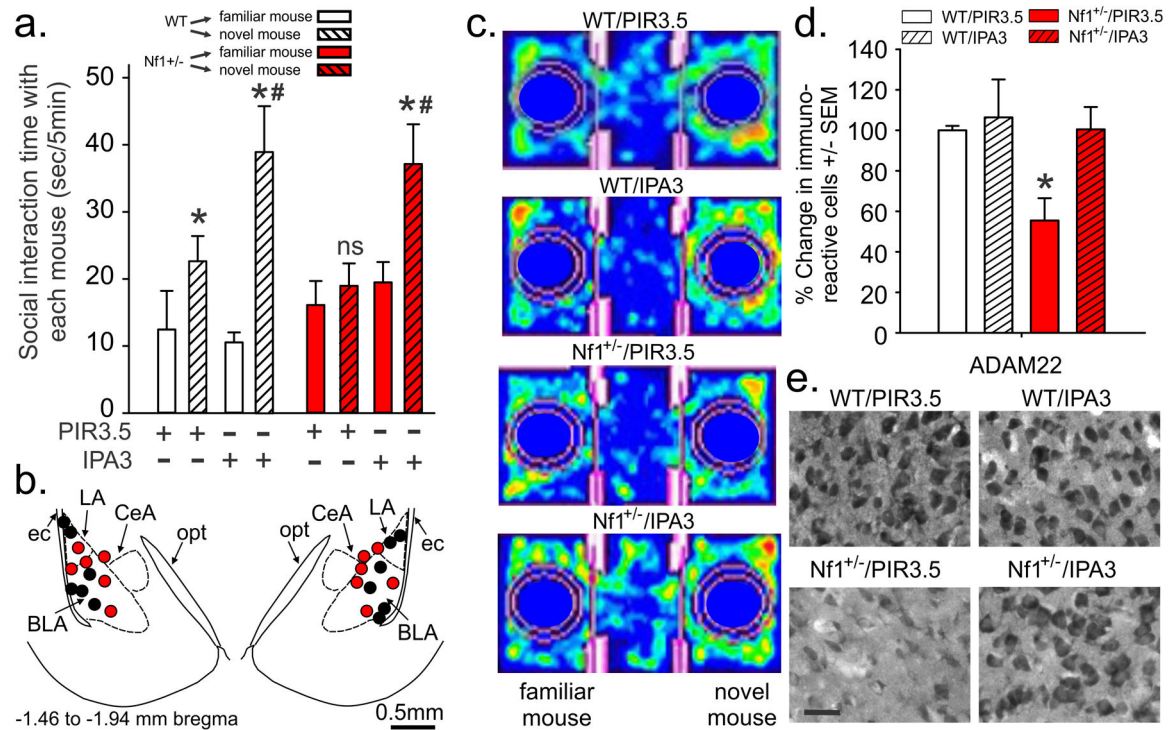 a.
WT
familiar mouse
novel mouse
Nf1+/-
familiar mouse
novel mouse
Social interaction time with
each mouse (sec/5min)
50
40
30
20
10
0
*
*#
ns
*#
PIR3.5 + + - - + + - -
IPA3 - - + + - - + +
b.
LA
CeA
opt
ec
BLA
opt
CeA
LA
ec
BLA
-1.46 to -1.94 mm bregma
0.5mm
c.
WT/PIR3.5
WT/IPA3
Nf1+/-/PIR3.5
Nf1+/-/IPA3
familiar
mouse
novel
mouse
d.
WT/PIR3.5
WT/IPA3
Nf1+/-/PIR3.5
Nf1+/-/IPA3
% Change in immuno-
reactive cells +/- SEM
140
120
100
80
60
40
20
0
*
ADAM22
e.
WT/PIR3.5
WT/IPA3
Nf1+/-/PIR3.5
Nf1+/-/IPA3